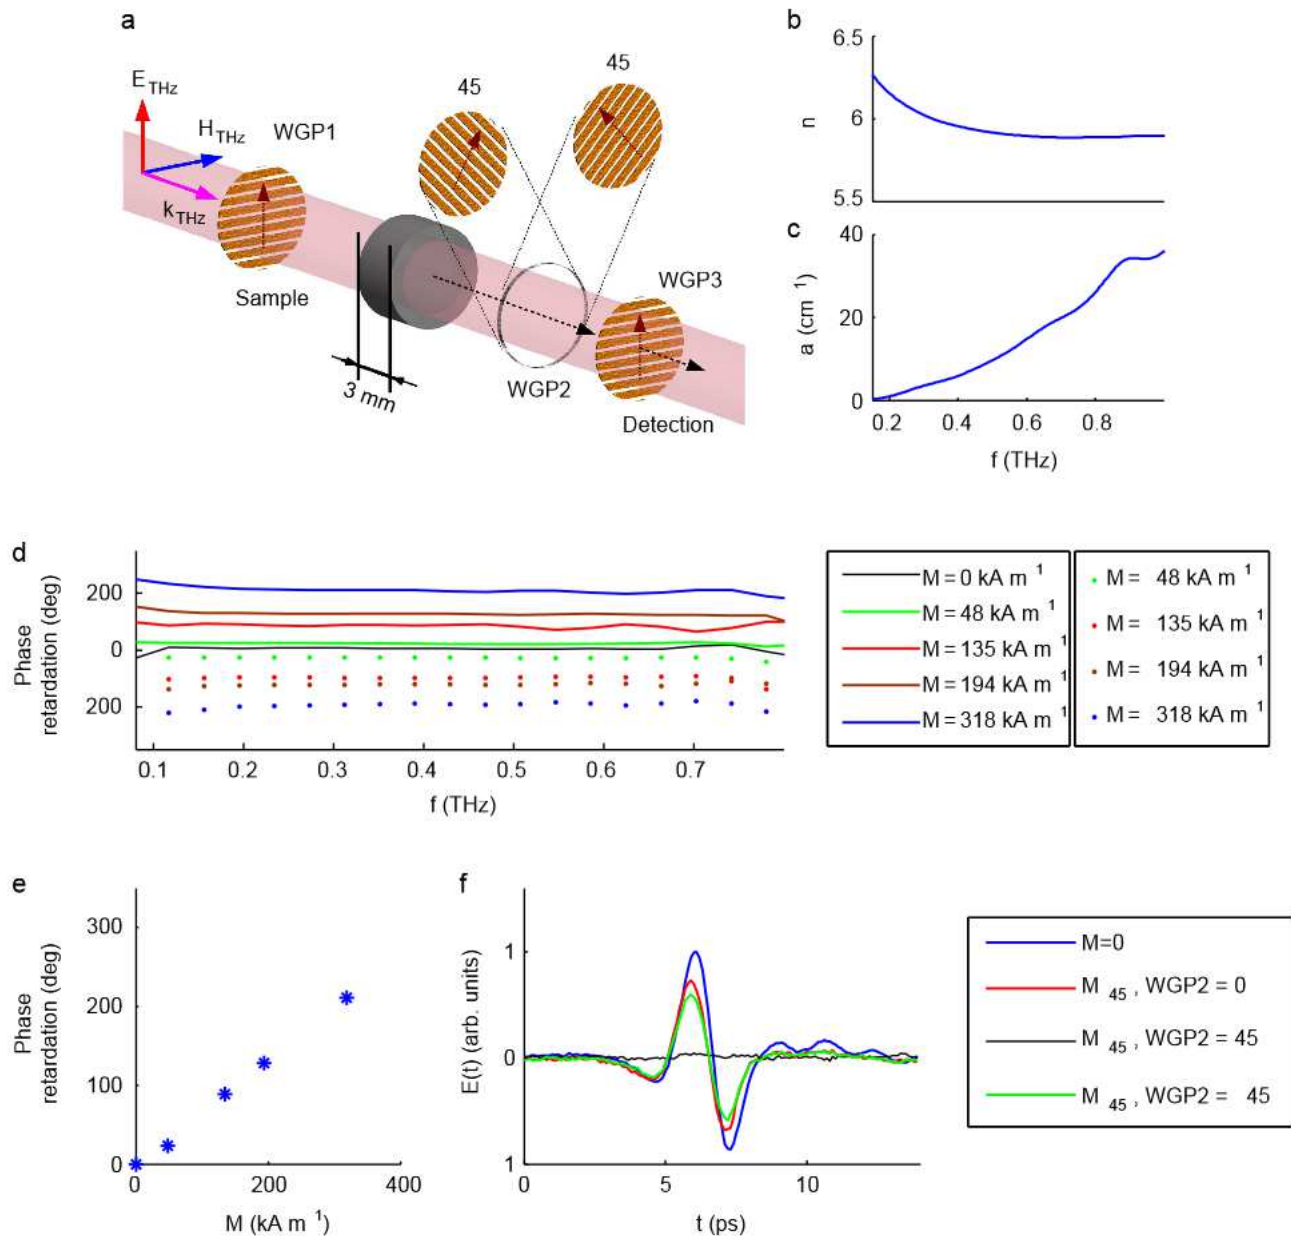 a
E THz
H THz
k THz
WGP1
45
45
Sample
3 mm
WGP2
WGP3
Detection
b
6.5
6
5.5
n
c
40
20
0
a (cm 1)
0.2 0.4 0.6 0.8
f (THz)
d
Phase
retardation (deg)
200
0
200
0.1 0.2 0.3 0.4 0.5 0.6 0.7
f (THz)
M = 0 kA m 1
M = 48 kA m 1
M = 135 kA m 1
M = 194 kA m 1
M = 318 kA m 1
M = 48 kA m 1
M = 135 kA m 1
M = 194 kA m 1
M = 318 kA m 1
e
Phase
retardation (deg)
300
200
100
0
0 200 400
M (kA m 1)
f
E(t) (arb. units)
1
0
1
0 5 10
t (ps)
M=0
M 45 , WGP2 = 0
M 45 , WGP2 = 45
M 45 , WGP2 = 45